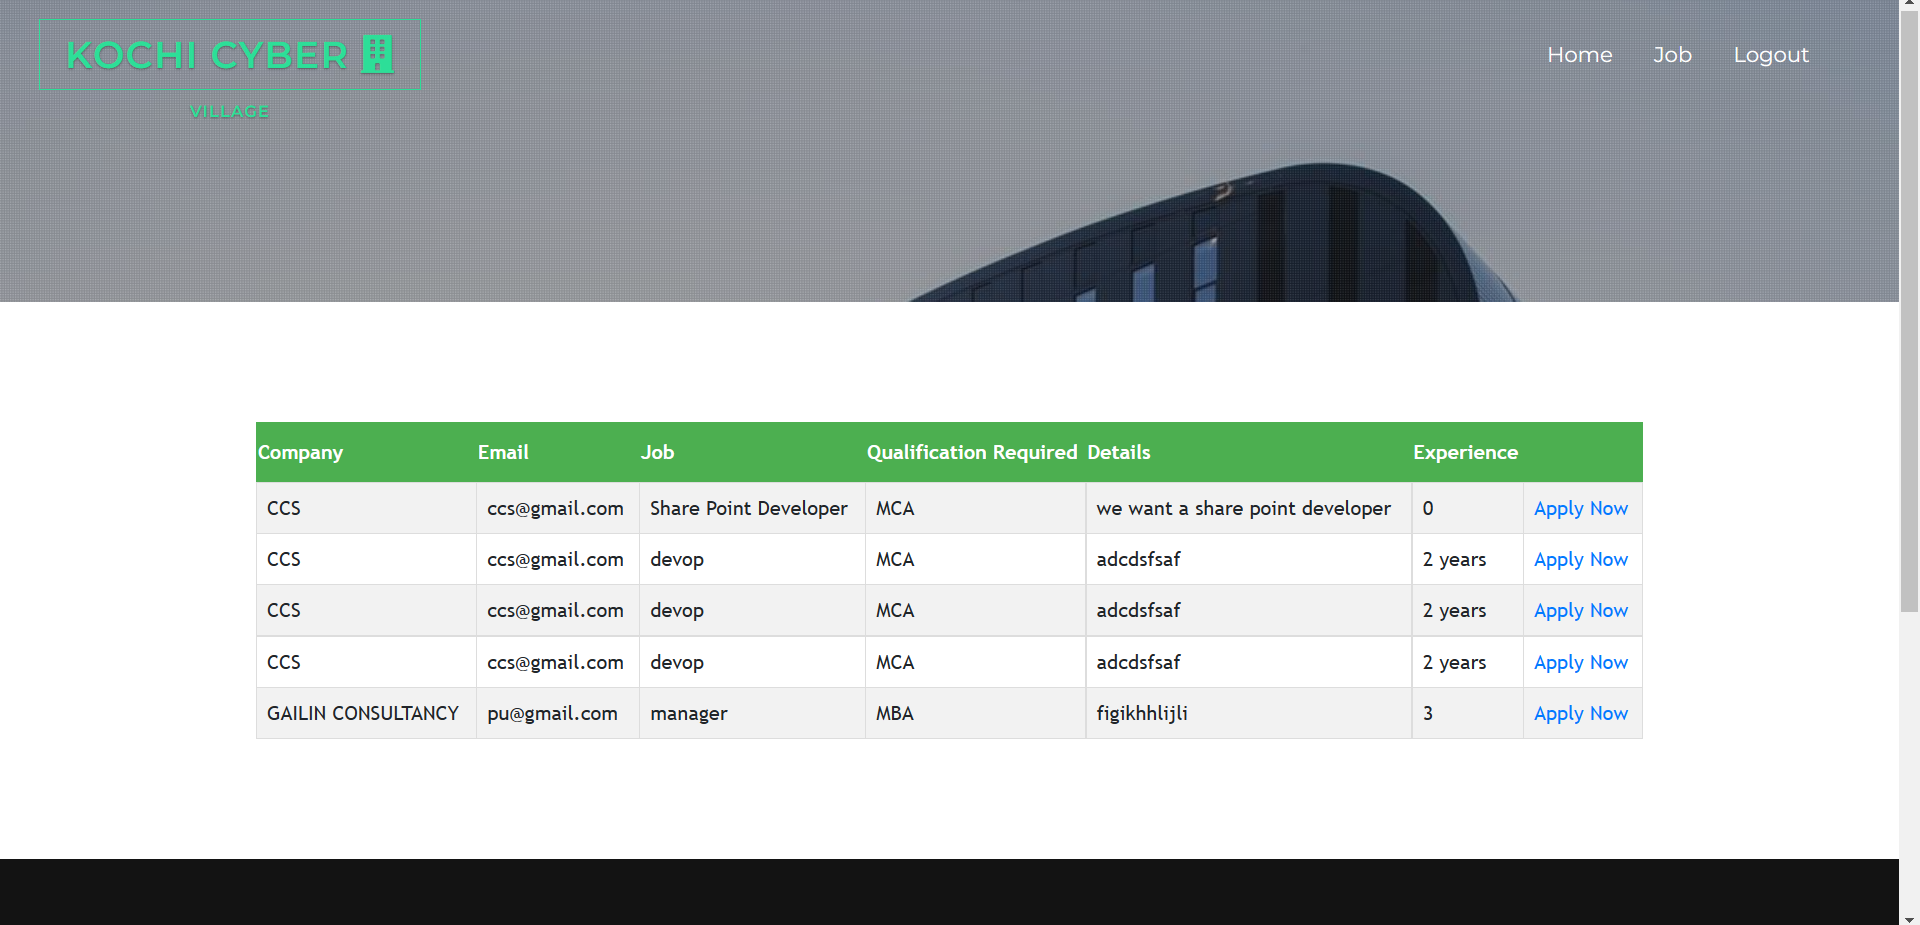 KOCHI CYBER
VILLAGE
Home Job Logout
Company Email Job Qualification Required Details Experience
CCS ccs@gmail.com Share Point Developer MCA we want a share point developer 0 Apply Now
CCS ccs@gmail.com devop MCA adcdsfsaf 2 years Apply Now
CCS ccs@gmail.com devop MCA adcdsfsaf 2 years Apply Now
CCS ccs@gmail.com devop MCA adcdsfsaf 2 years Apply Now
GAILIN CONSULTANCY pu@gmail.com manager MBA figikhhlijli 3 Apply Now